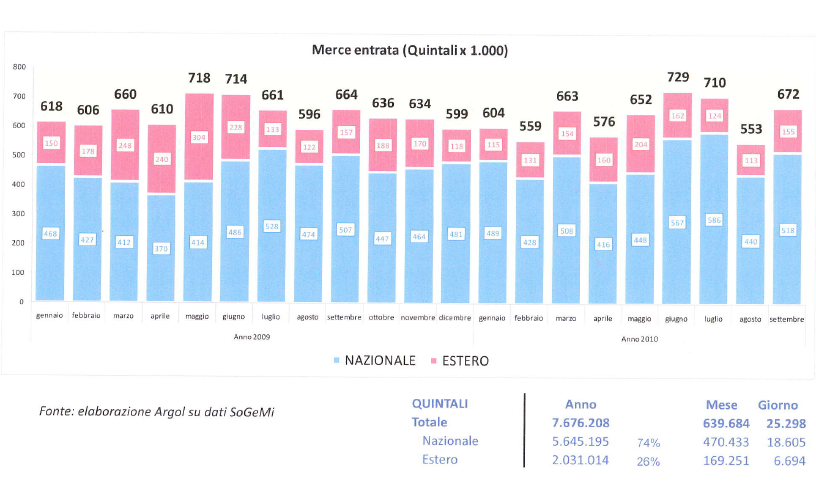 Merce entrata (Quintali x 1.000)
800
700
600
500
400
300
200
100
0
618 606 660 610 718 714 661 596 664 636 634 599 604 559 663 576 652 729 710 553 672
150 178 248 240 304 228 133 122 157 188 170 118 115 131 154 160 204 162 124 113 155
468 427 412 370 414 486 528 474 507 447 464 481 489 428 508 416 448 567 586 440 518
gennaio febbraio marzo aprile maggio giugno luglio agosto settembre ottobre novembre dicembre gennaio febbraio marzo aprile maggio giugno luglio agosto settembre
Anno 2009 Anno 2010
NAZIONALE ESTERO
Fonte: elaborazione Argol su dati SoGeMi
QUINTALI Anno Mese Giorno
Totale 7.676.208 639.684 25.298
Nazionale 5.645.195 74% 470.433 18.605
Estero 2.031.014 26% 169.251 6.694